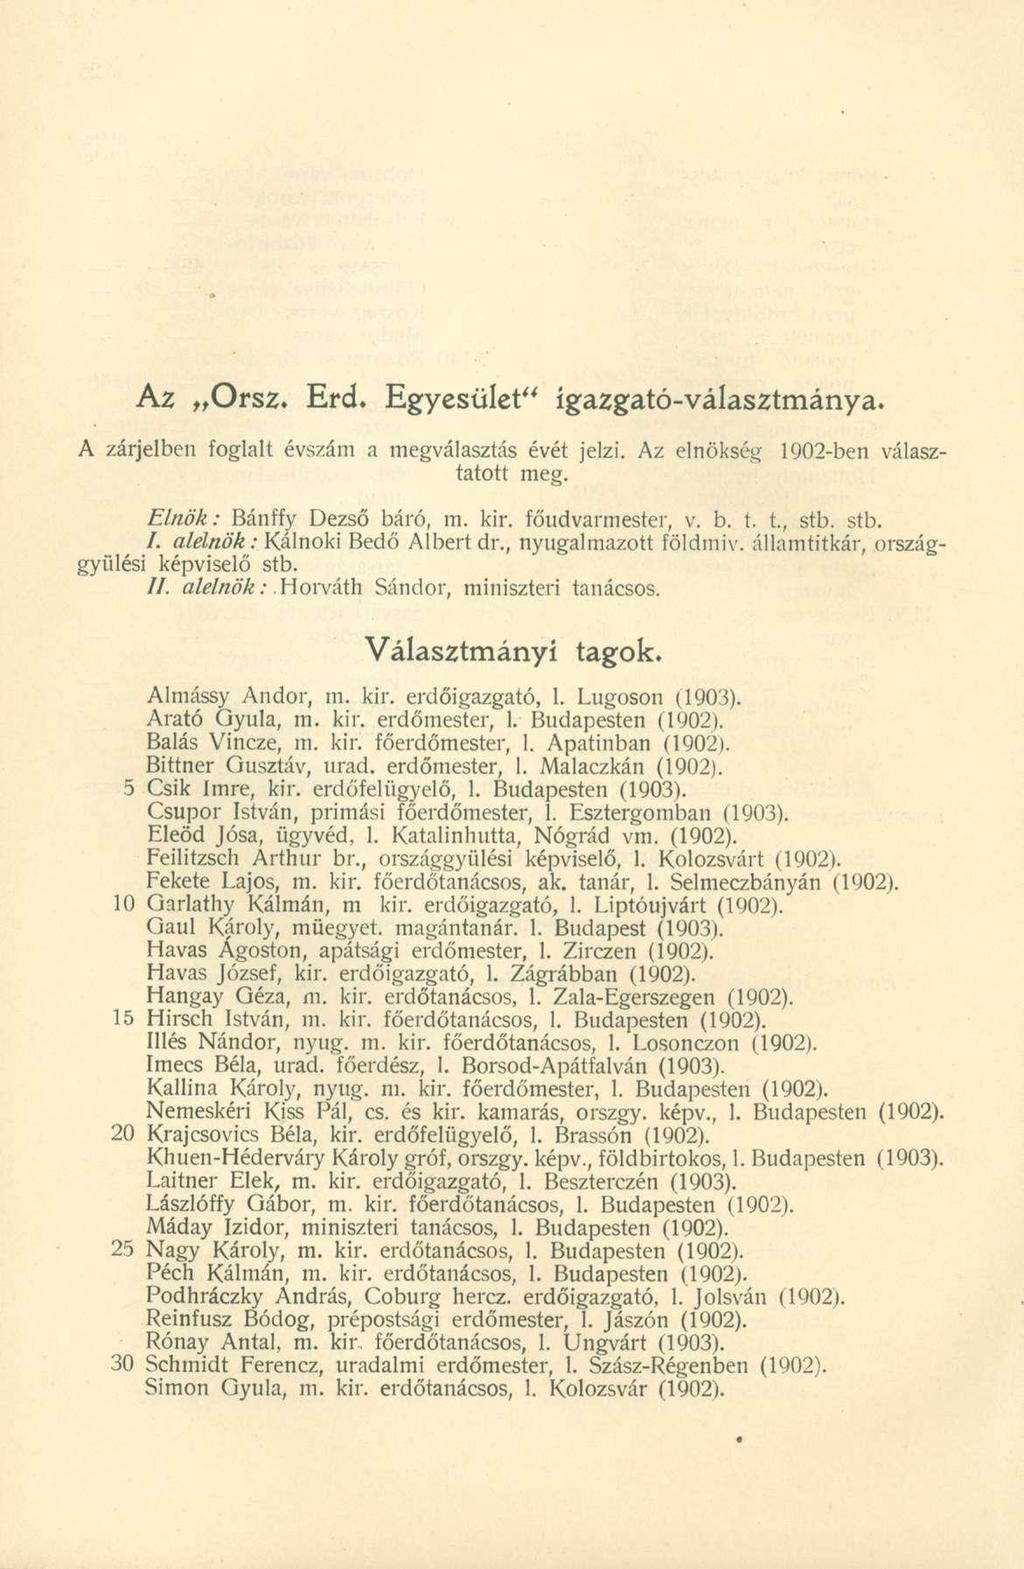 Az „Orsz. Erd. Egyesület" igazgató-választmánya.
A zárjelben foglalt évszám a megválasztás évét jelzi. Az elnökség 1902-ben válasz-
tatott meg.
Elnök: Bánffy Dezső báró, m. kir. főudvarmester, v. b. t. t., stb. stb.
I. alelnök: Kálnoki Bedő Albert dr., nyugalmazott földmiv. államtitkár, ország-
gyülési képviselő stb.
II. alelnök: Horváth Sándor, miniszteri tanácsos.
Választmányi tagok.
Almássy Andor, m. kir. erdőigazgató, l. Lugoson (1903).
Arató Gyula, m. kir. erdőmester, l. Budapesten (1902).
Balás Vincze, m. kir. főerdőmester, l. Apatinban (1902).
Bittner Gusztáv, urad. erdőmester, l. Malaczkán (1902).
5 Csik Imre, kir. erdőfelügyelő, l. Budapesten (1903).
Csupor István, primási főerdőmester, l. Esztergomban (1903).
Eleőd Jósa, ügyvéd, l. Katalinhutta, Nógrád vm. (1902).
Feilitzsch Arthur br., országgyülési képviselő, l. Kolozsvárt (1902).
Fekete Lajos, m. kir. főerdőtanácsos, ak. tanár, l. Selmeczbányán (1902).
10 Garlathy Kálmán, m kir. erdőigazgató, l. Liptóujvárt (1902).
Gaul Károly, müegyet. magántanár. l. Budapest (1903).
Havas Ágoston, apátsági erdőmester, l. Zirczen (1902).
Havas József, kir. erdőigazgató, l. Zágrábban (1902).
Hangay Géza, m. kir. erdőtanácsos, l. Zala-Egerszegen (1902).
15 Hirsch István, m. kir. főerdőtanácsos, l. Budapesten (1902).
Illés Nándor, nyug. m. kir. főerdőtanácsos, l. Losonczon (1902).
Imecs Béla, urad. főerdész, l. Borsod-Apátfalván (1903).
Kallina Károly, nyug. m. kir. főerdőmester, l. Budapesten (1902).
Nemeskéri Kiss Pál, cs. és kir. kamarás, orszgy. képv., l. Budapesten (1902).
20 Krajcsovics Béla, kir. erdőfelügyelő, l. Brassón (1902).
Khuen-Héderváry Károly gróf, orszgy. képv., földbirtokos, l. Budapesten (1903).
Laitner Elek, m. kir. erdőigazgató, l. Beszterczén (1903).
Lászlóffy Gábor, m. kir. főerdőtanácsos, l. Budapesten (1902).
Máday Izidor, miniszteri tanácsos, l. Budapesten (1902).
25 Nagy Károly, m. kir. erdőtanácsos, l. Budapesten (1902).
Péch Kálmán, m. kir. erdőtanácsos, l. Budapesten (1902).
Podhráczky András, Coburg hercz. erdőigazgató, l. Jolsván (1902).
Reinfusz Bódog, prépostsági erdőmester, l. Jászón (1902).
Rónay Antal, m. kir. főerdőtanácsos, l. Ungvárt (1903).
30 Schmidt Ferencz, uradalmi erdőmester, l. Szász-Régenben (1902).
Simon Gyula, m. kir. erdőtanácsos, l. Kolozsvár (1902).